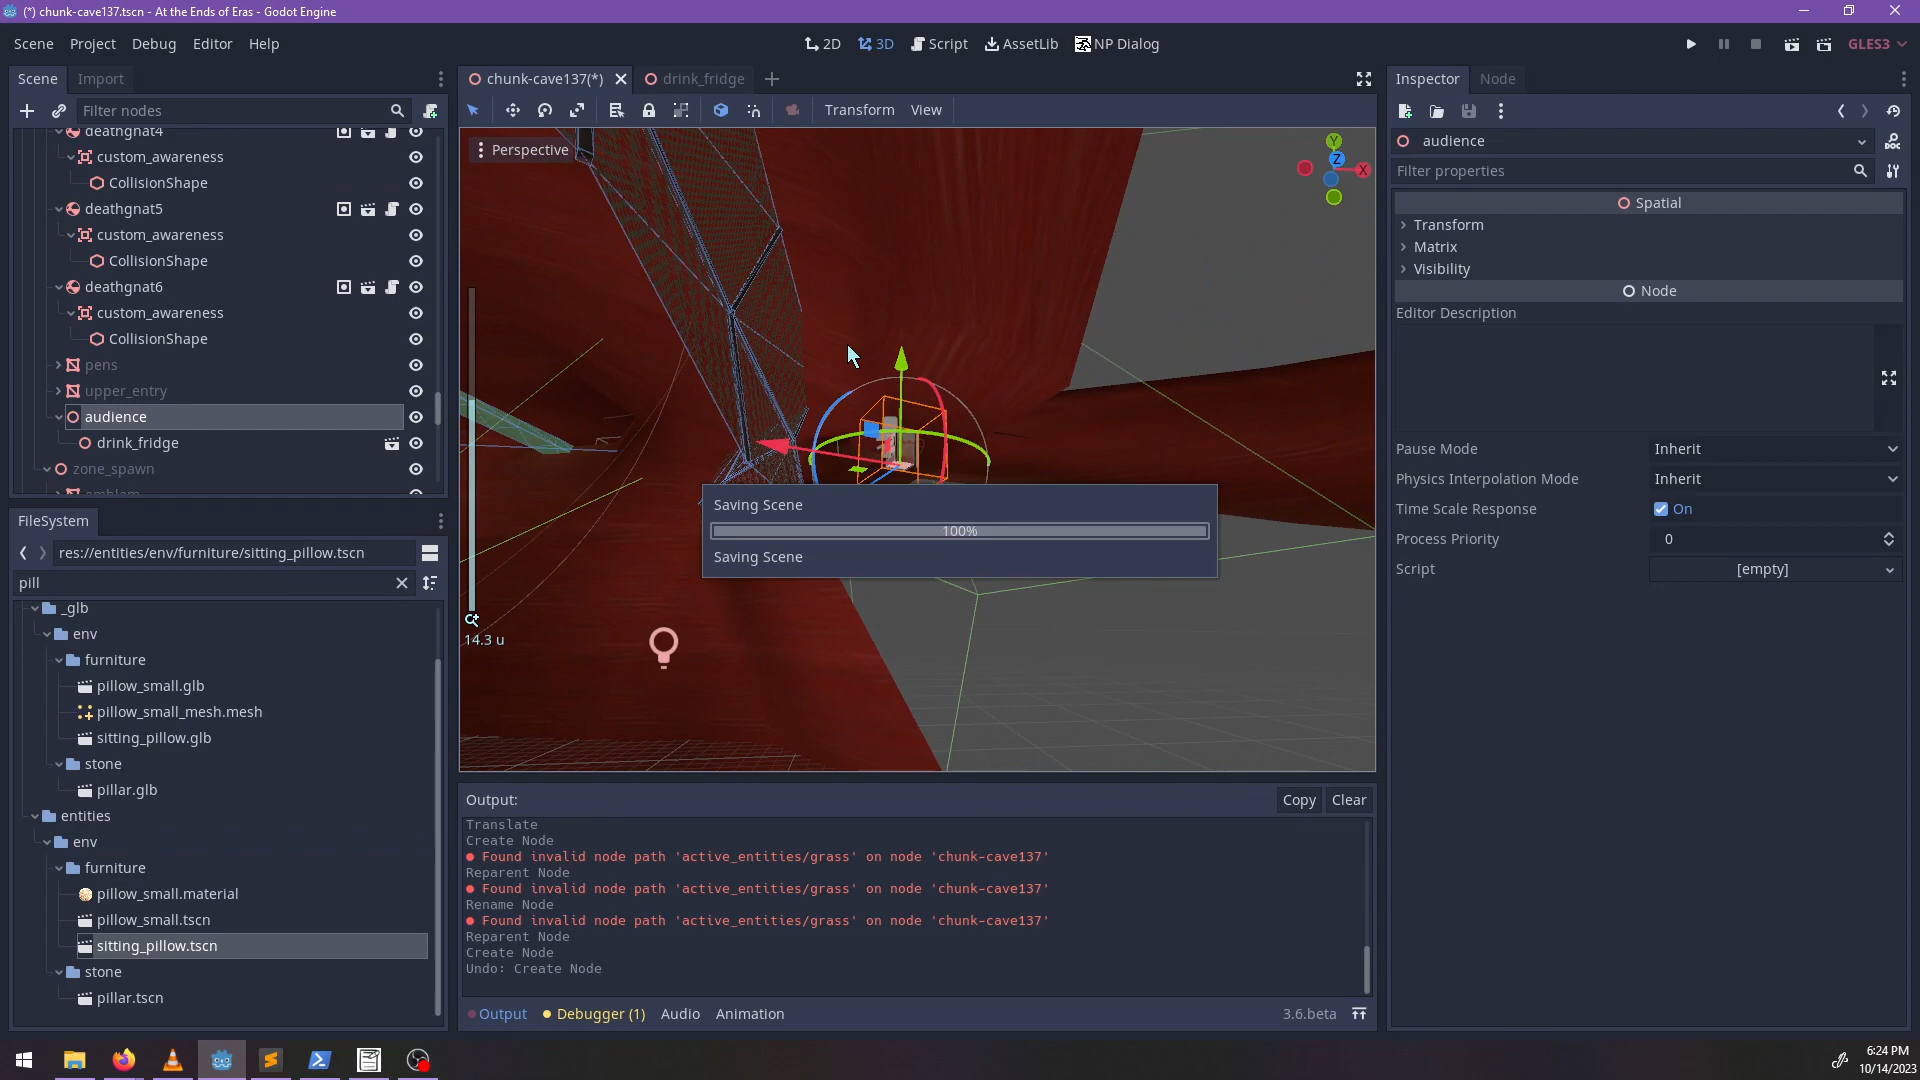 (*) chunk-cave137.tscn - At the Ends of Eras - Godot Engine
Scene Project Debug Editor Help
2D 3D Script AssetLib NP Dialog
GLES3
Scene Import
Filter nodes
deathgnat4
custom_awareness
CollisionShape
deathgnat5
custom_awareness
CollisionShape
deathgnat6
custom_awareness
CollisionShape
pens
upper_entry
audience
drink_fridge
zone_spawn
emblem
FileSystem
res://entities/env/furniture/sitting_pillow.tscn
pill
_glb
env
furniture
pillow_small.glb
pillow_small_mesh.mesh
sitting_pillow.glb
stone
pillar.glb
entities
env
furniture
pillow_small.material
pillow_small.tscn
sitting_pillow.tscn
stone
pillar.tscn
chunk-cave137(*) drink_fridge
Transform View
Perspective
Y
Z
X
Saving Scene
100%
Saving Scene
14.3 u
Output:
Copy Clear
Translate
Create Node
Found invalid node path 'active_entities/grass' on node 'chunk-cave137'
Reparent Node
Found invalid node path 'active_entities/grass' on node 'chunk-cave137'
Rename Node
Found invalid node path 'active_entities/grass' on node 'chunk-cave137'
Reparent Node
Create Node
Undo: Create Node
Output Debugger (1) Audio Animation 3.6.beta
Inspector Node
audience
Filter properties
Spatial
Transform
Matrix
Visibility
Node
Editor Description
Pause Mode Inherit
Physics Interpolation Mode Inherit
Time Scale Response On
Process Priority 0
Script [empty]
6:24 PM
10/14/2023